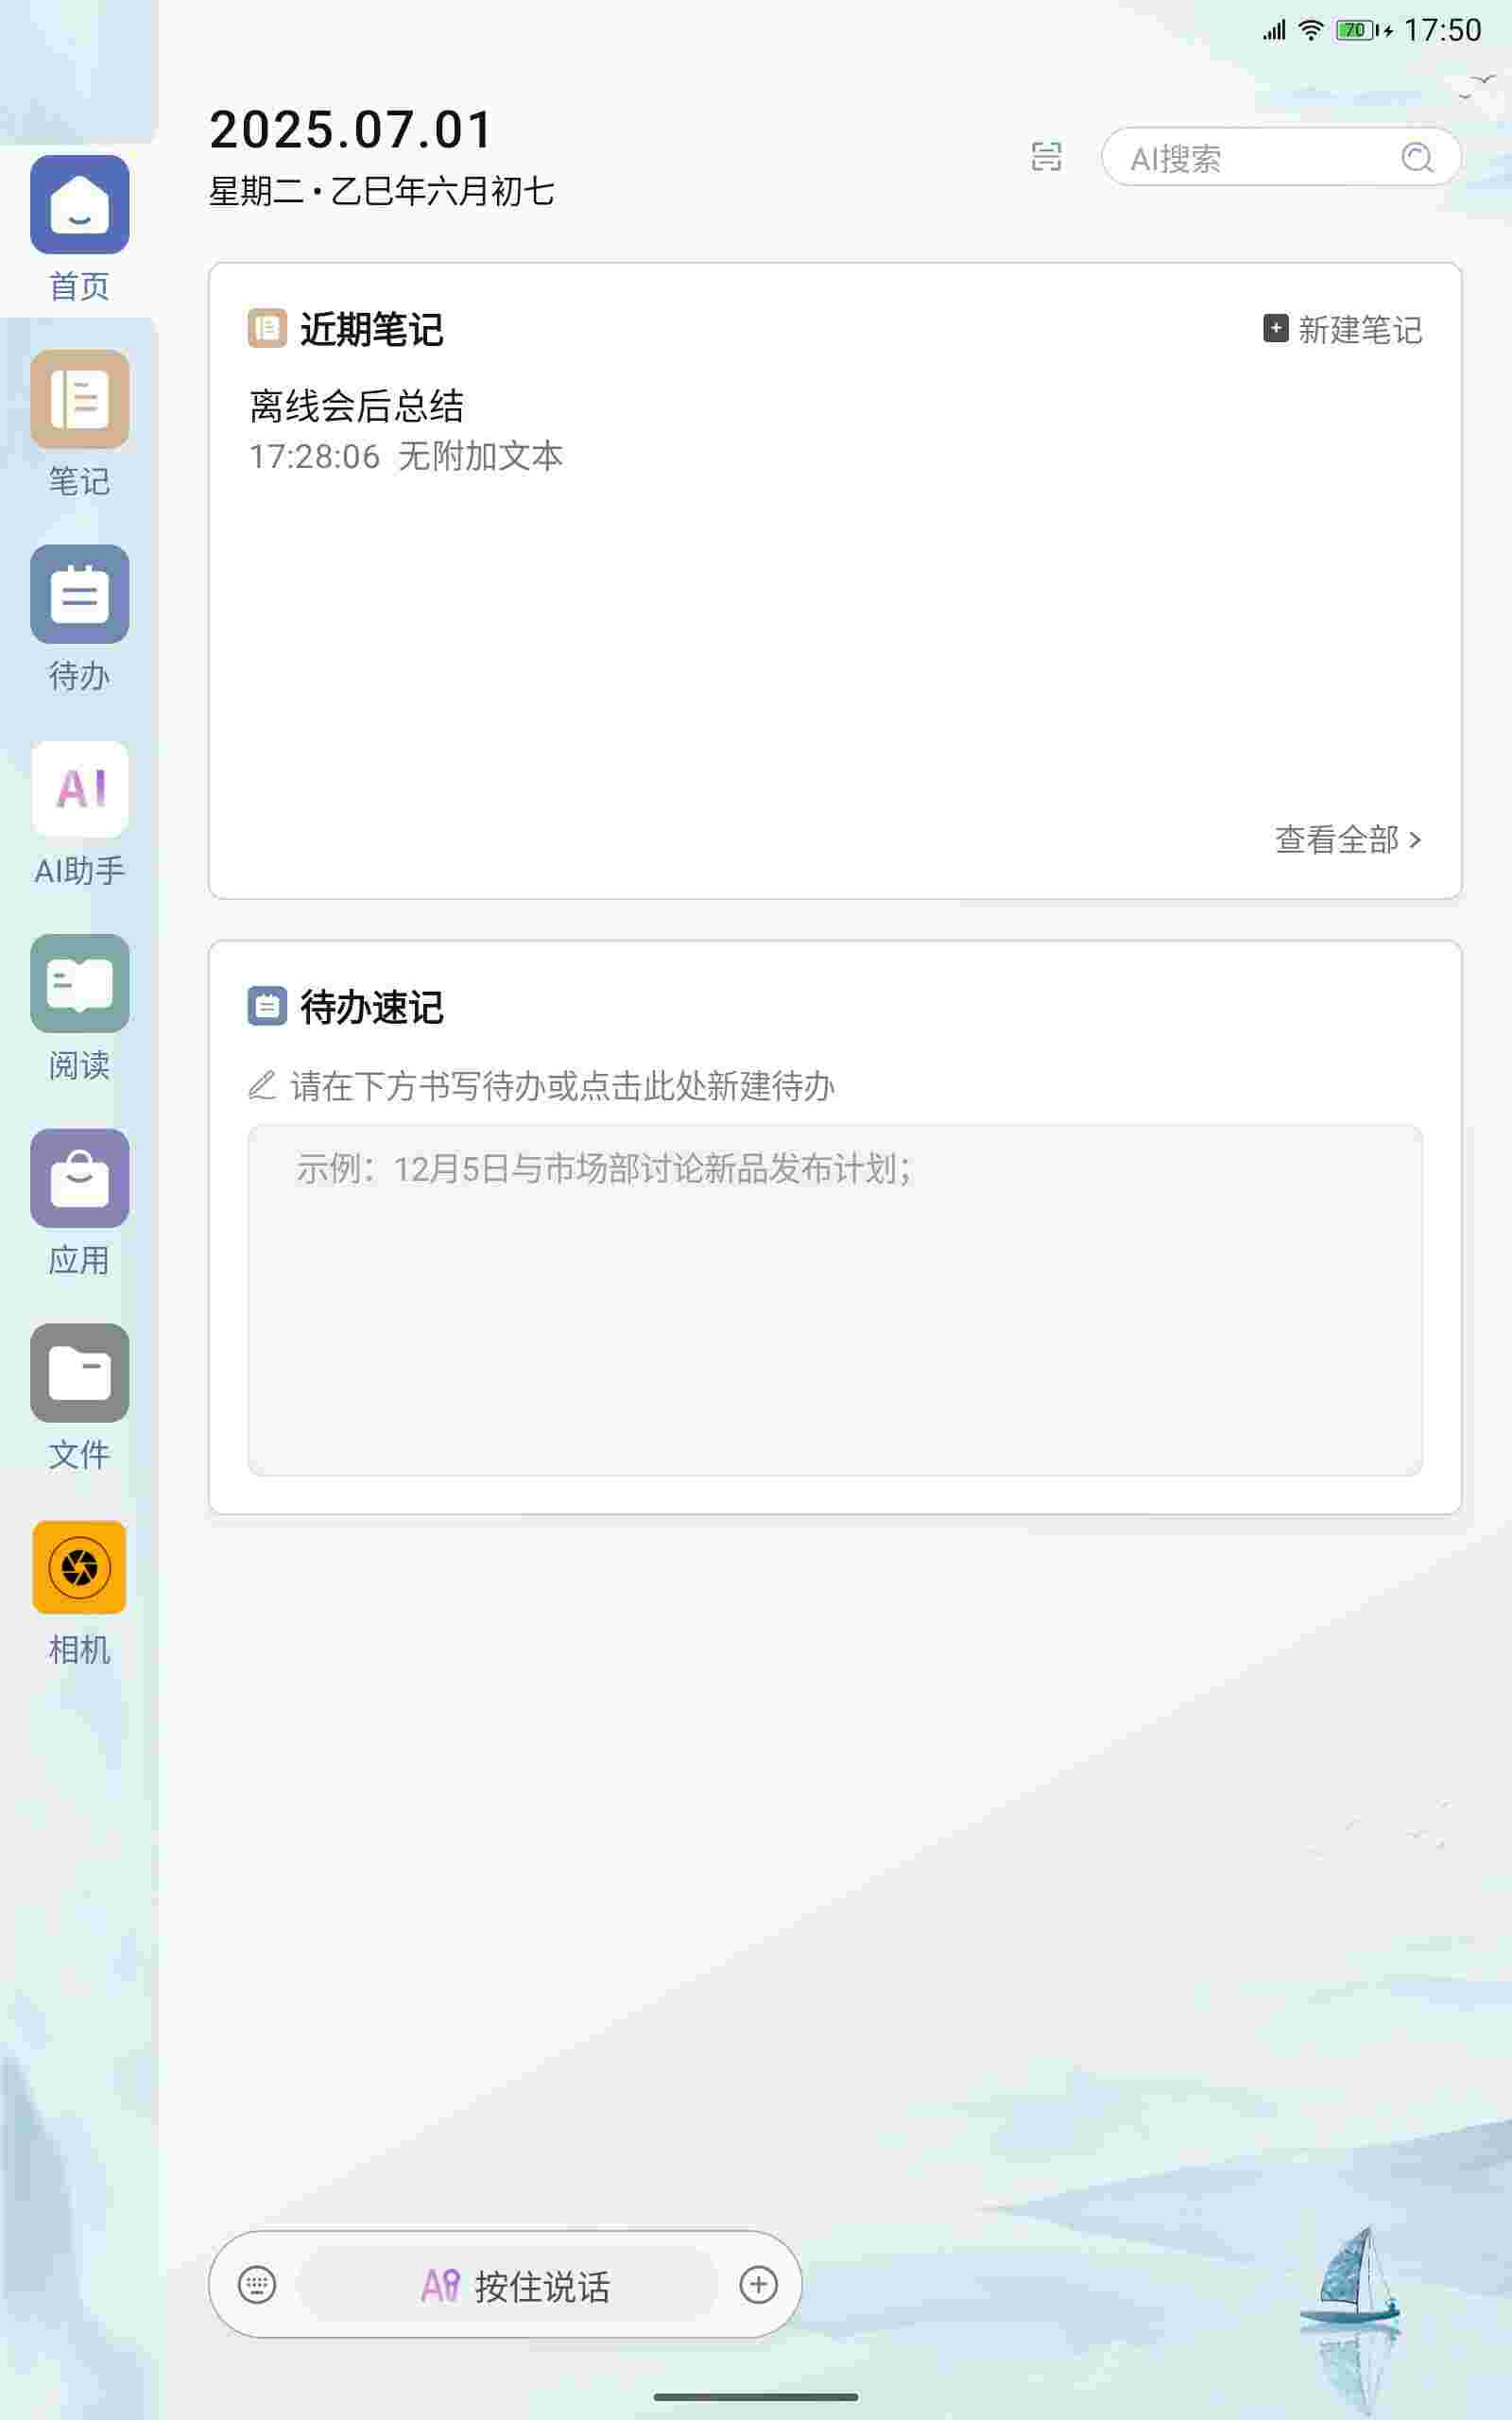 70 17:50
2025.07.01
星期二·乙巳年六月初七
AI搜索
首页
笔记
待办
AI
AI助手
阅读
应用
文件
相机
近期笔记
新建笔记
离线会后总结
17:28:06 无附加文本
查看全部 >
待办速记
请在下方书写待办或点击此处新建待办
示例：12月5日与市场部讨论新品发布计划；
AI 按住说话